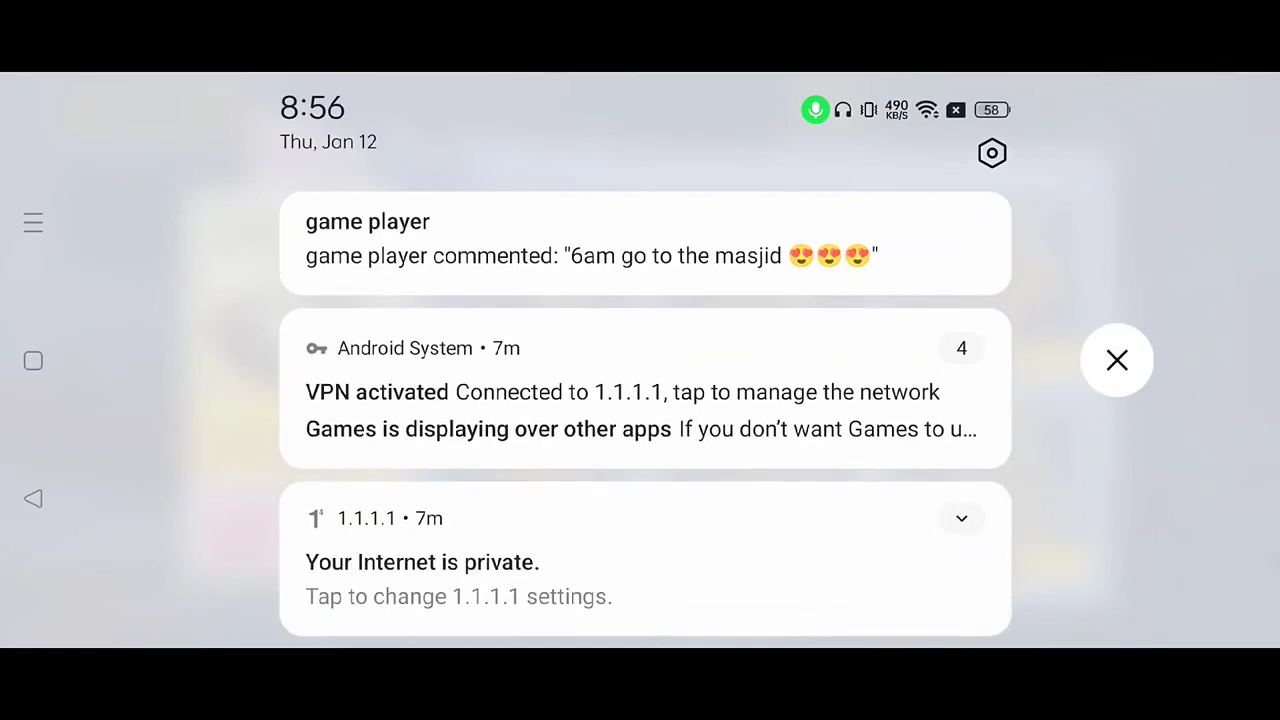 8:56
490
KB/S
58
Thu, Jan 12
game player
game player commented: "6am go to the masjid 😍😍😍"
Android System • 7m
4
VPN activated Connected to 1.1.1.1, tap to manage the network
Games is displaying over other apps If you don’t want Games to u…
1.1.1.1 • 7m
Your Internet is private.
Tap to change 1.1.1.1 settings.